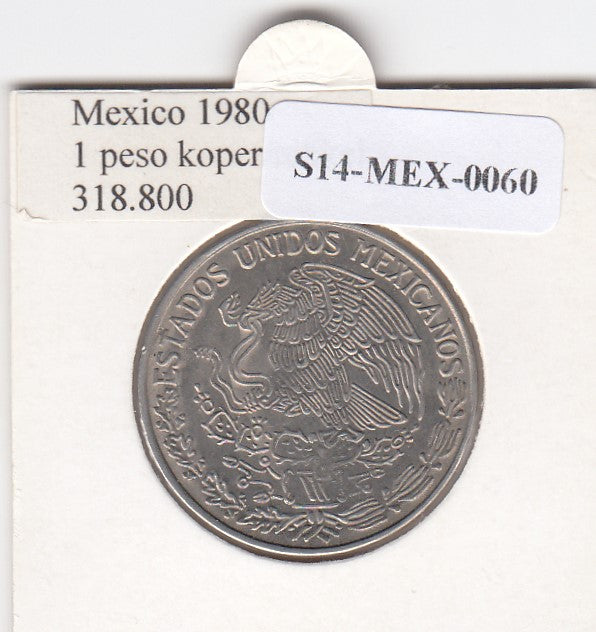 Mexico 1980
1 peso koper
318.800
S14-MEX-0060
ESTADOS UNIDOS MEXICANOS